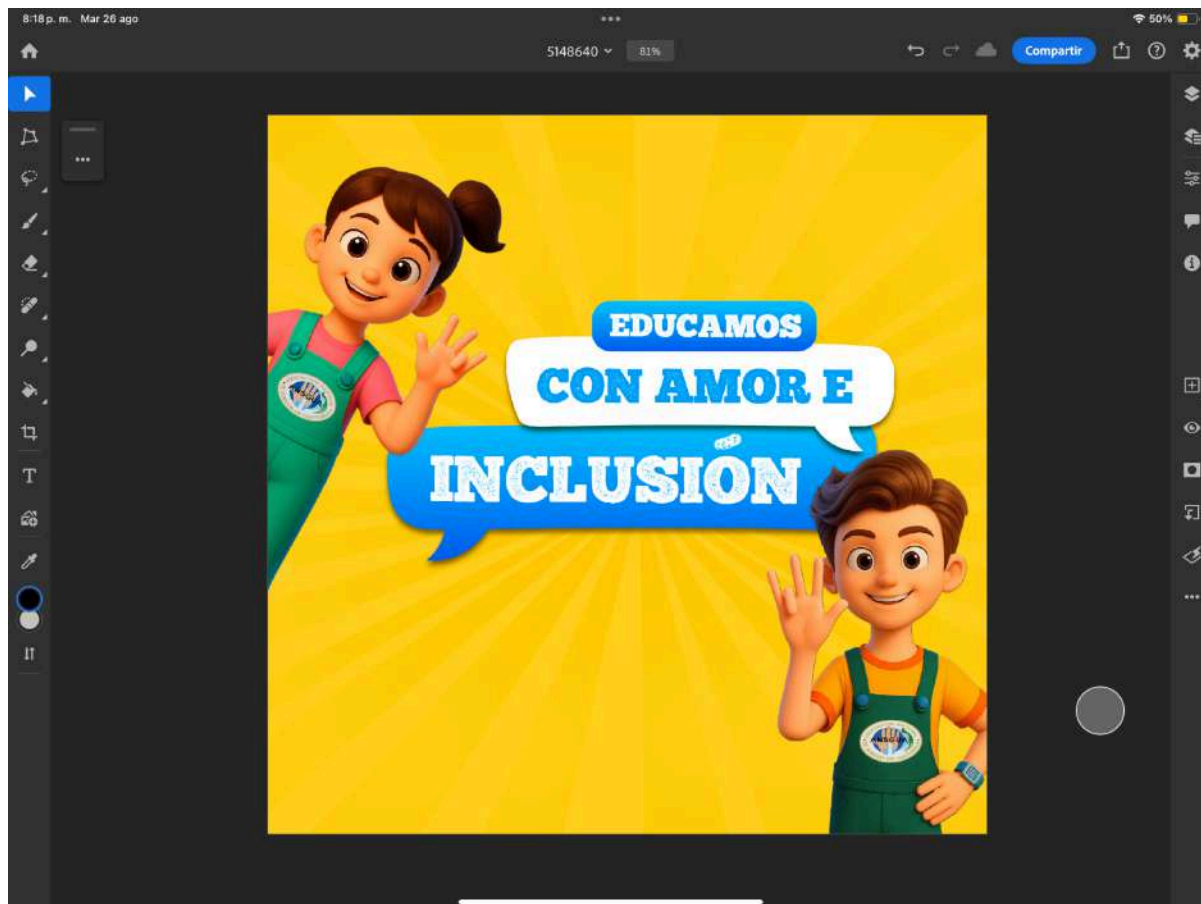 8:18 p. m. Mar 26 ago
50%
5148640
81%
Compartir
EDUCAMOS
CON AMOR E
INCLUSIÓN